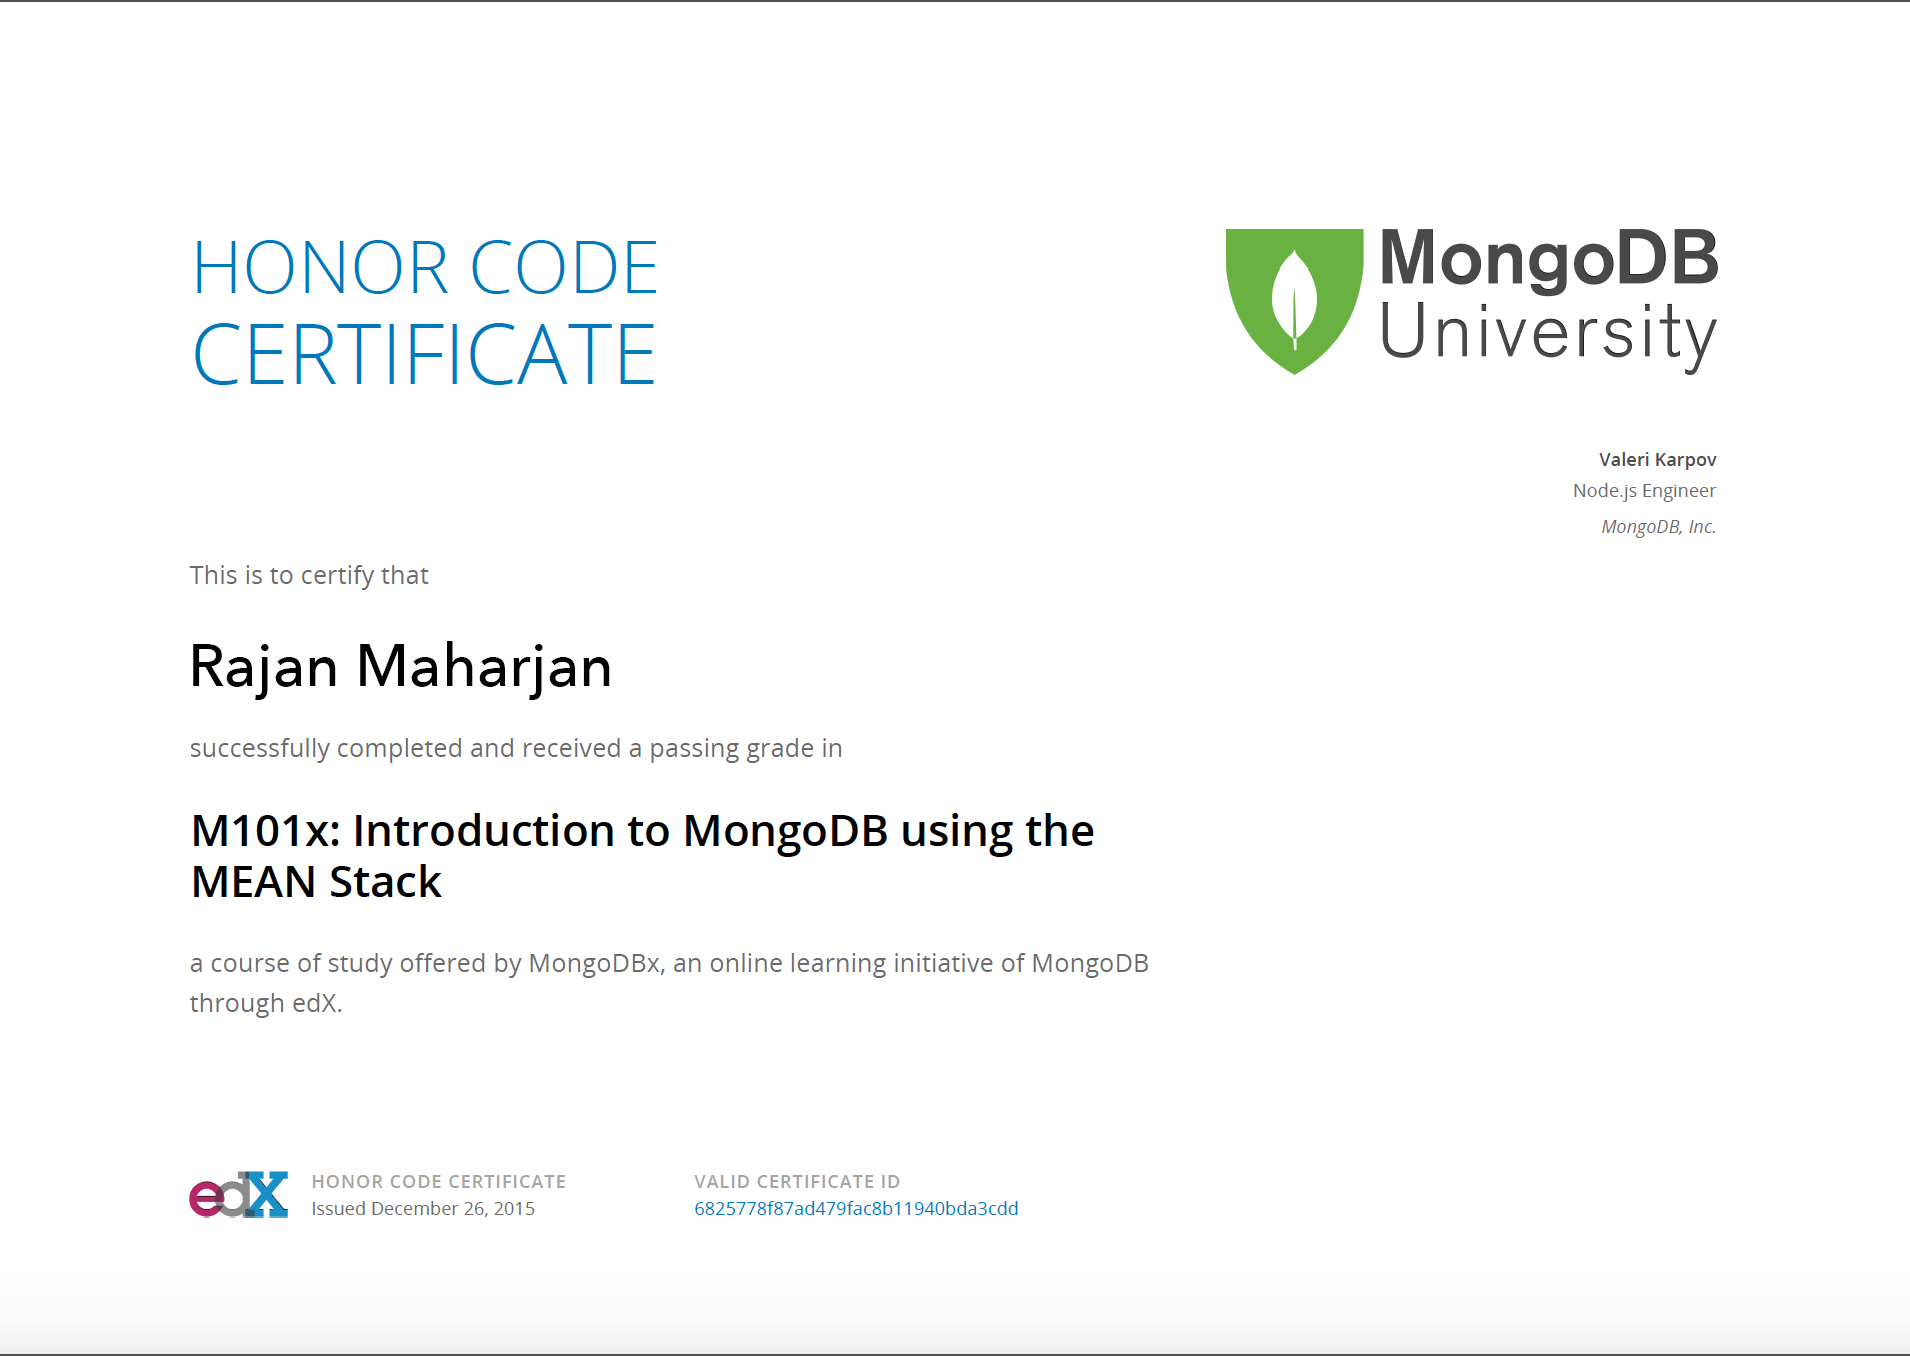 HONOR CODE
CERTIFICATE
MongoDB
University
Valeri Karpov
Node.js Engineer
MongoDB, Inc.
This is to certify that
Rajan Maharjan
successfully completed and received a passing grade in
M101x: Introduction to MongoDB using the
MEAN Stack
a course of study offered by MongoDBx, an online learning initiative of MongoDB
through edX.
edX
HONOR CODE CERTIFICATE
Issued December 26, 2015
VALID CERTIFICATE ID
6825778f87ad479fac8b11940bda3cdd